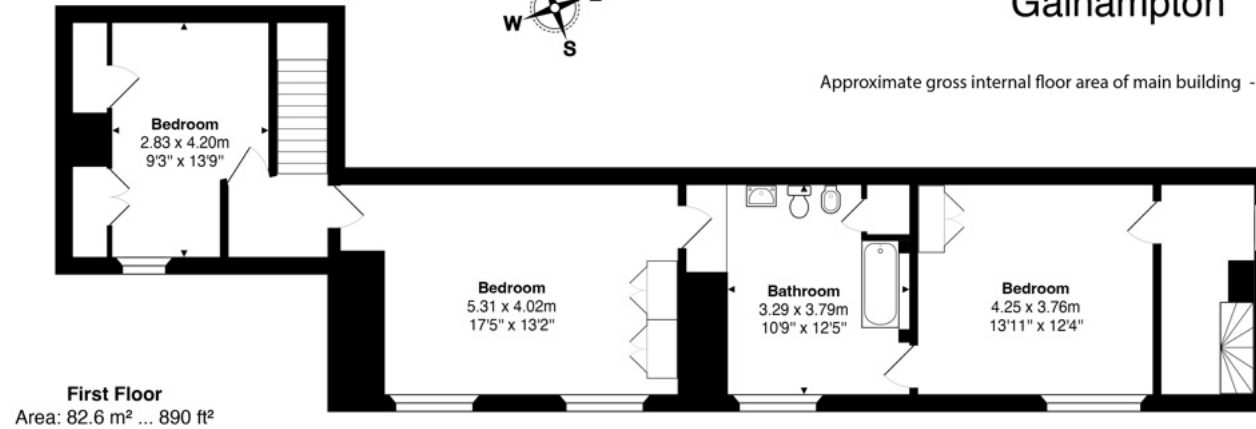 Galhampton
W
S
Approximate gross internal floor area of main building -
Bedroom
2.83 x 4.20m
9'3" x 13'9"
Bedroom
5.31 x 4.02m
17'5" x 13'2"
Bathroom
3.29 x 3.79m
10'9" x 12'5"
Bedroom
4.25 x 3.76m
13'11" x 12'4"
First Floor
Area: 82.6 m² ... 890 ft²